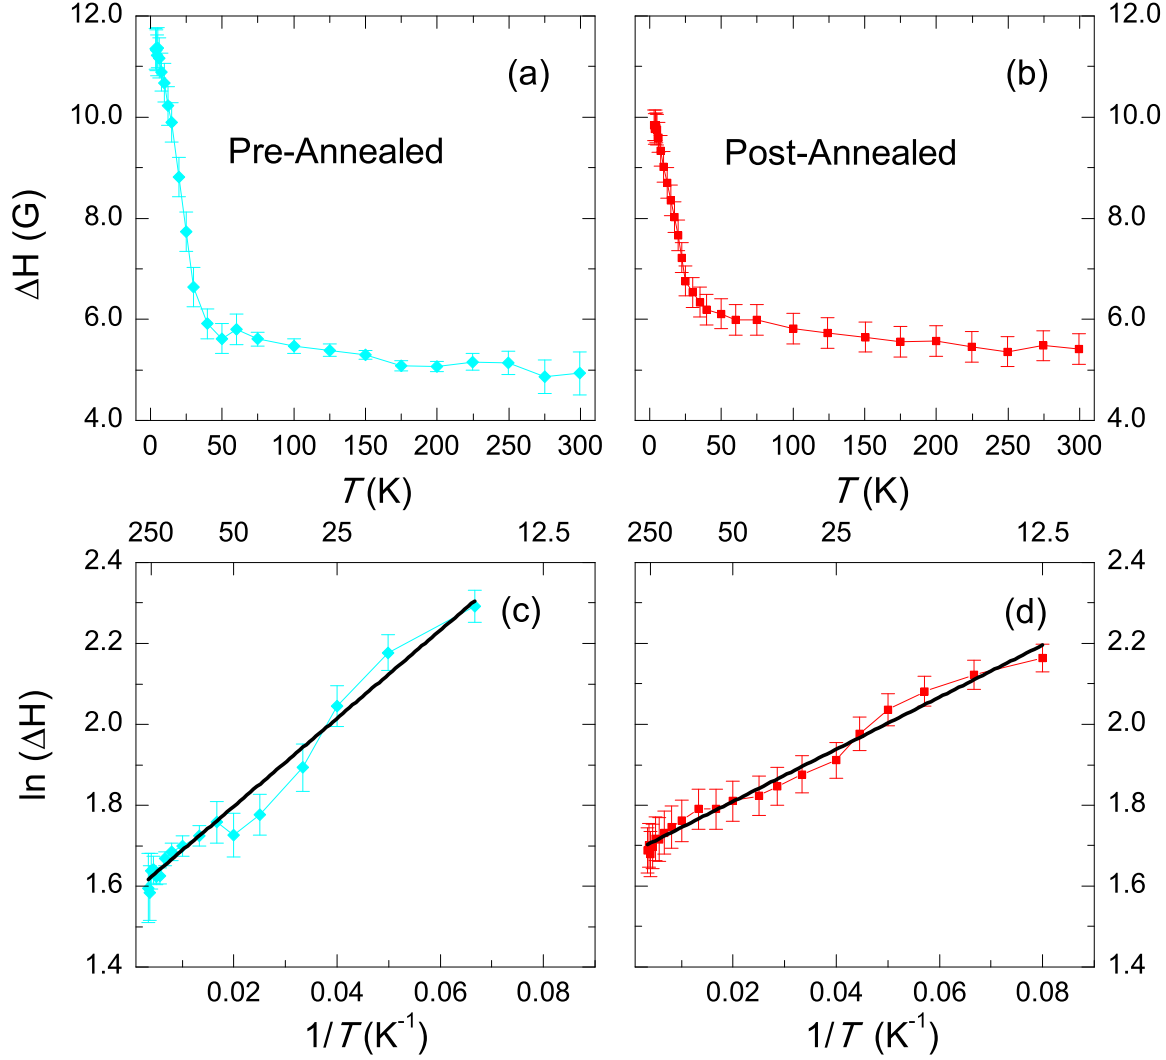 12.0
10.0
8.0
6.0
4.0
ΔH (G)
(a)
Pre-Annealed
0 50 100 150 200 250 300
T (K)
12.0
10.0
8.0
6.0
4.0
(b)
Post-Annealed
0 50 100 150 200 250 300
T (K)
250 50 25 12.5
2.4
2.2
2.0
1.8
1.6
1.4
ln (ΔH)
(c)
0.02 0.04 0.06 0.08
1/T (K⁻¹)
250 50 25 12.5
2.4
2.2
2.0
1.8
1.6
1.4
(d)
0.02 0.04 0.06 0.08
1/T (K⁻¹)